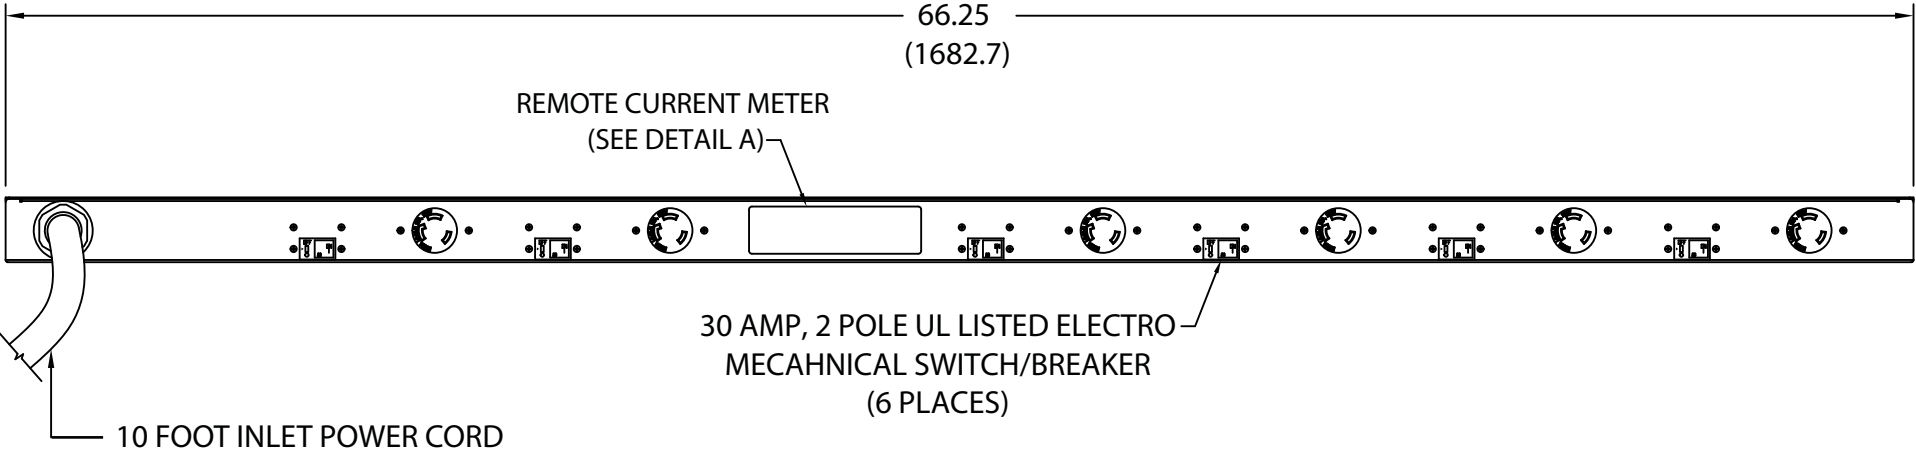 66.25
(1682.7)
REMOTE CURRENT METER
(SEE DETAIL A)
30 AMP, 2 POLE UL LISTED ELECTRO
MECAHNICAL SWITCH/BREAKER
(6 PLACES)
10 FOOT INLET POWER CORD